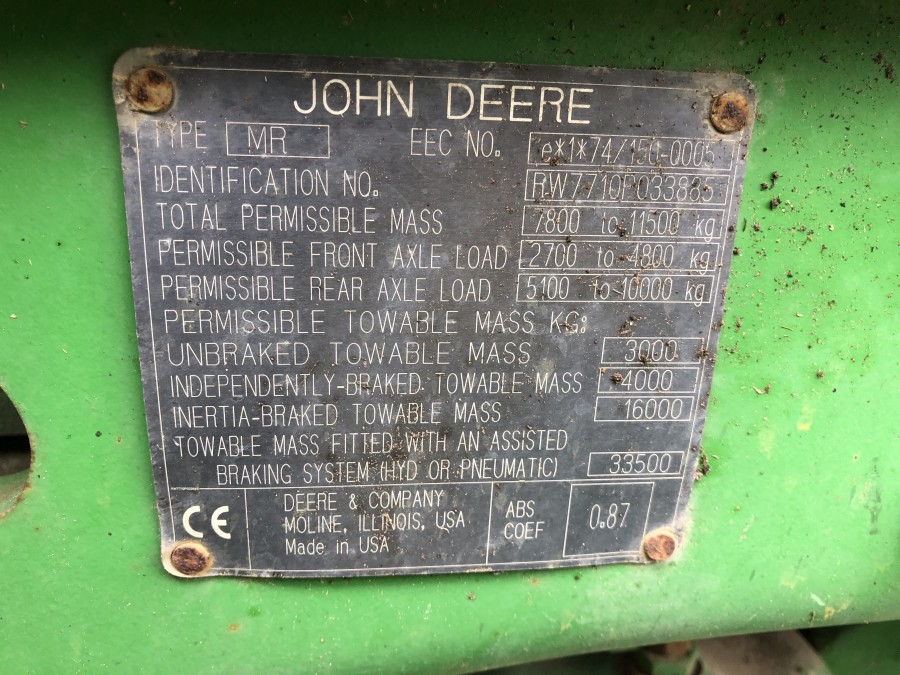 JOHN DEERE
TYPE MR EEC NO. e*1*74/150-0005
IDENTIFICATION NO. RW7710P033885
TOTAL PERMISSIBLE MASS 7800 to 11500 kg
PERMISSIBLE FRONT AXLE LOAD 2700 to 4800 kg
PERMISSIBLE REAR AXLE LOAD 5100 to 10000 kg
PERMISSIBLE TOWABLE MASS KG:
UNBRAKED TOWABLE MASS 3000
INDEPENDENTLY-BRAKED TOWABLE MASS 4000
INERTIA-BRAKED TOWABLE MASS 16000
TOWABLE MASS FITTED WITH AN ASSISTED
BRAKING SYSTEM (HYD OR PNEUMATIC) 33500
CE
DEERE & COMPANY
MOLINE, ILLINOIS, USA
Made in USA
ABS
COEF
0.87